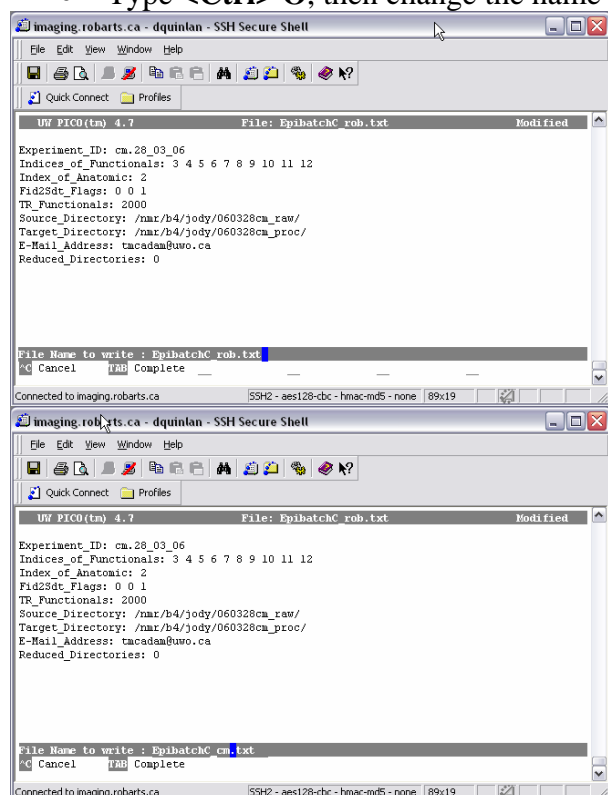 Type <Ctrl> O, then change the name
imaging.robarts.ca - dquinlan - SSH Secure Shell
File Edit View Window Help
Quick Connect Profiles
UW PICO(tm) 4.7 File: EpibatchC_rob.txt Modified
Experiment_ID: cm.28_03_06
Indices_of_Functionals: 3 4 5 6 7 8 9 10 11 12
Index_of_Anatomic: 2
Fid2Sdt_Flags: 0 0 1
TR_Functionals: 2000
Source_Directory: /nmr/b4/jody/060328cm_raw/
Target_Directory: /nmr/b4/jody/060328cm_proc/
E-Mail_Address: tmcadam@uwo.ca
Reduced_Directories: 0
File Name to write : EpibatchC_rob.txt
^C Cancel TAB Complete
Connected to imaging.robarts.ca SSH2 - aes128-cbc - hmac-md5 - none 89x19
imaging.robarts.ca - dquinlan - SSH Secure Shell
File Edit View Window Help
Quick Connect Profiles
UW PICO(tm) 4.7 File: EpibatchC_rob.txt Modified
Experiment_ID: cm.28_03_06
Indices_of_Functionals: 3 4 5 6 7 8 9 10 11 12
Index_of_Anatomic: 2
Fid2Sdt_Flags: 0 0 1
TR_Functionals: 2000
Source_Directory: /nmr/b4/jody/060328cm_raw/
Target_Directory: /nmr/b4/jody/060328cm_proc/
E-Mail_Address: tmcadam@uwo.ca
Reduced_Directories: 0
File Name to write : EpibatchC_cm.txt
^C Cancel TAB Complete
Connected to imaging.robarts.ca SSH2 - aes128-cbc - hmac-md5 - none 89x19